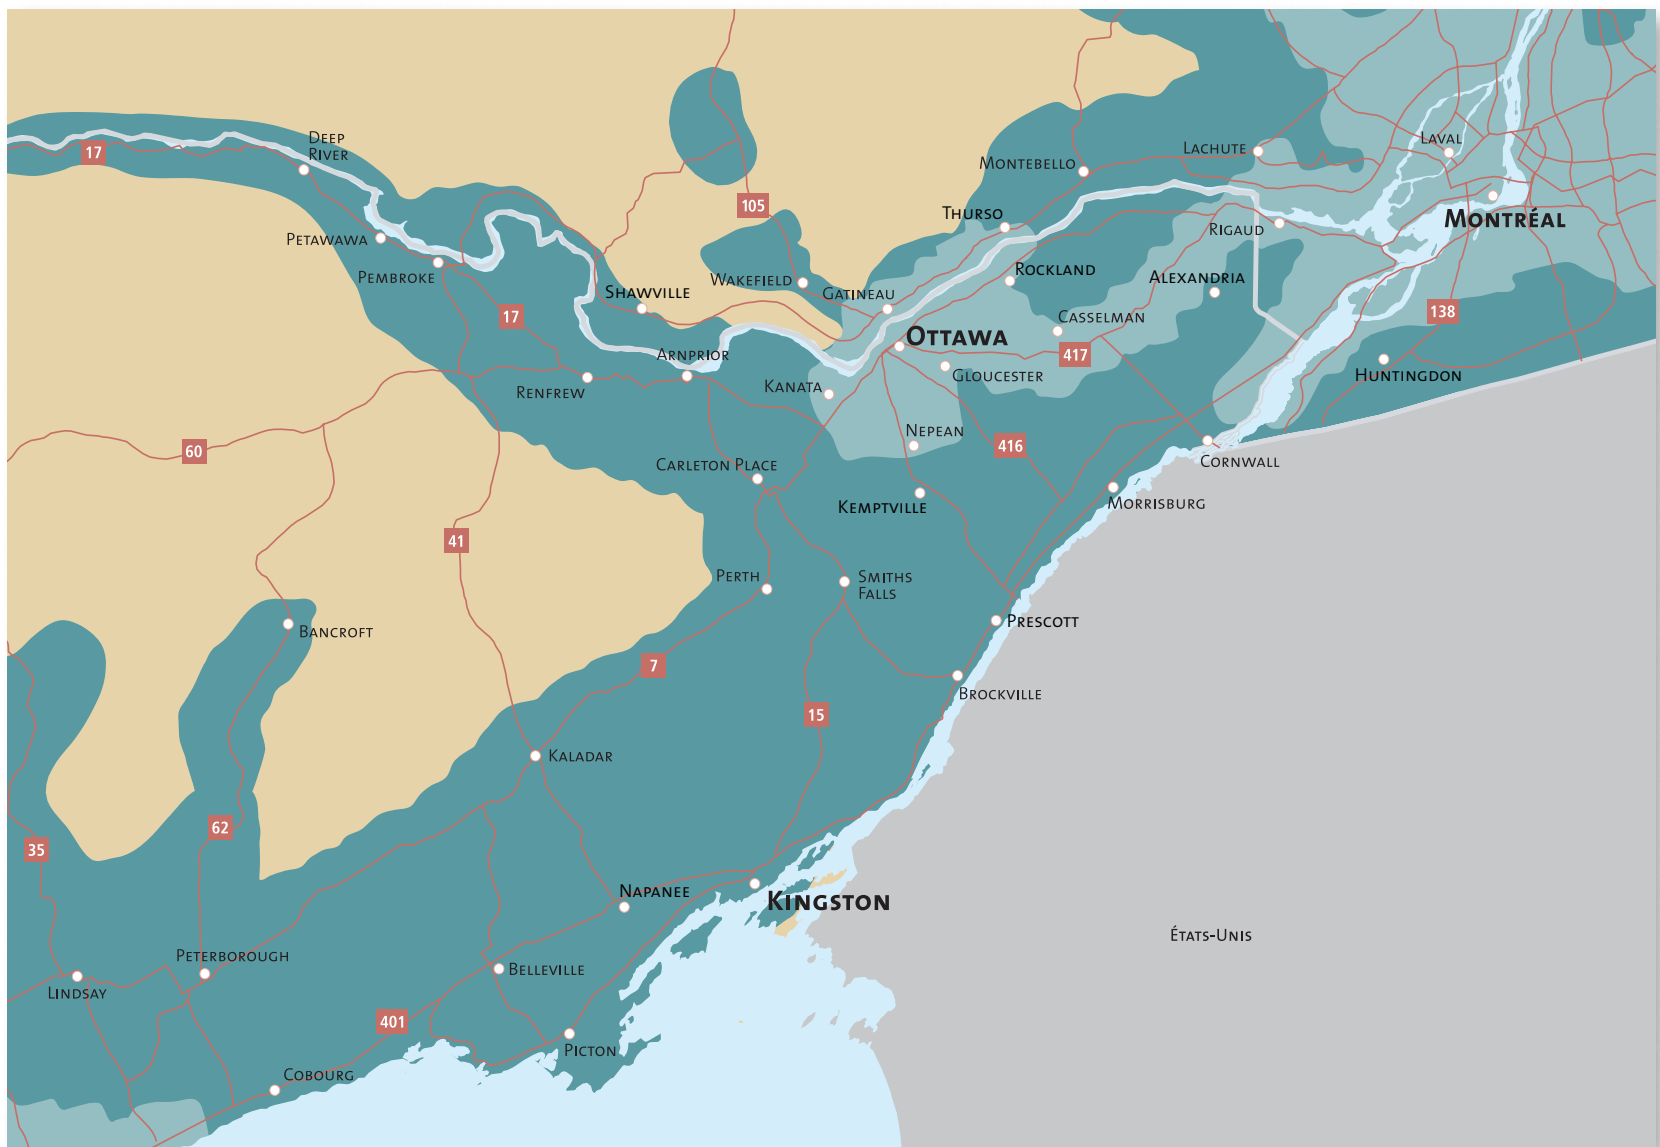 DEEP
RIVER
17
PETAWAWA
PEMBROKE
105
WAKEFIELD
GATINEAU
SHAWVILLE
17
ARNPRIOR
RENFREW
MONTEBELLO
LACHUTE
LAVAL
THURSO
RIGAUD
MONTRÉAL
ROCKLAND
ALEXANDRIA
CASSELMAN
138
OTTAWA
417
GLOUCESTER
KANATA
HUNTINGDON
NEPEAN
416
60
CARLETON PLACE
CORNWALL
KEMPTVILLE
MORRISBURG
41
PERTH
SMITHS
FALLS
BANCROFT
PRESCOTT
7
BROCKVILLE
15
KALADAR
62
35
NAPANEE
KINGSTON
ÉTATS-UNIS
PETERBOROUGH
BELLEVILLE
LINDSAY
401
PICTON
COBOURG